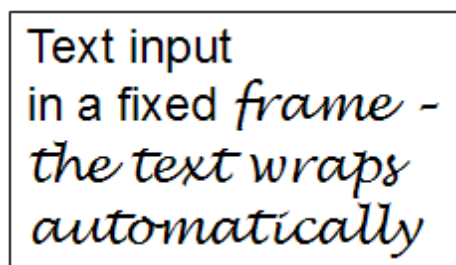 Text input
in a fixed frame -
the text wraps
automatically